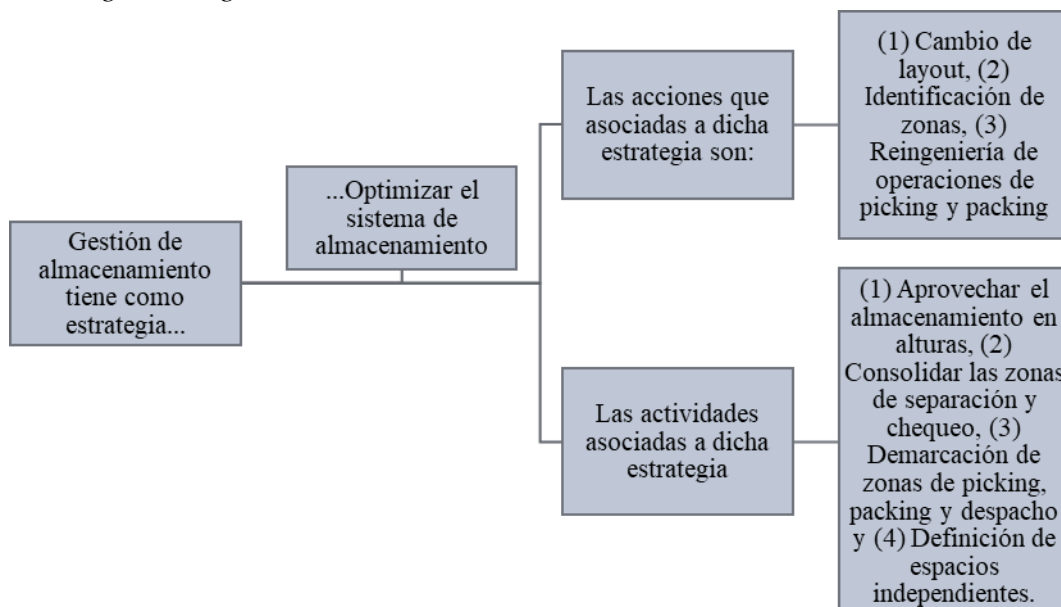 Gestión de
almacenamiento
tiene como
estrategia...
...Optimizar el
sistema de
almacenamiento
Las acciones que
asociadas a dicha
estrategia son:
(1) Cambio de
layout, (2)
Identificación de
zonas, (3)
Reingeniería de
operaciones de
picking y packing
Las actividades
asociadas a dicha
estrategia
(1) Aprovechar el
almacenamiento en
alturas, (2)
Consolidar las zonas
de separación y
chequeo, (3)
Demarcación de
zonas de picking,
packing y despacho
y (4) Definición de
espacios
independientes.